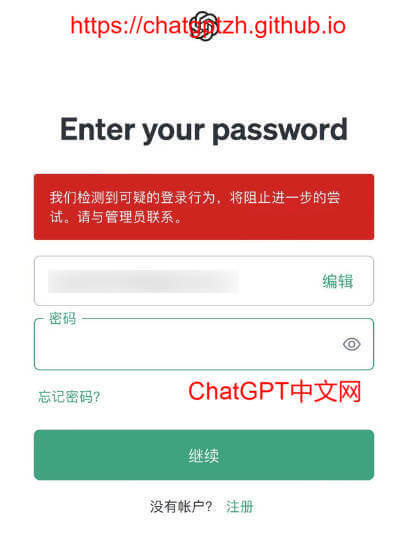 https://chatgptzh.github.io
Enter your password
我们检测到可疑的登录行为，将阻止进一步的尝
试。请与管理员联系。
编辑
密码
忘记密码?
ChatGPT中文网
继续
没有帐户? 注册